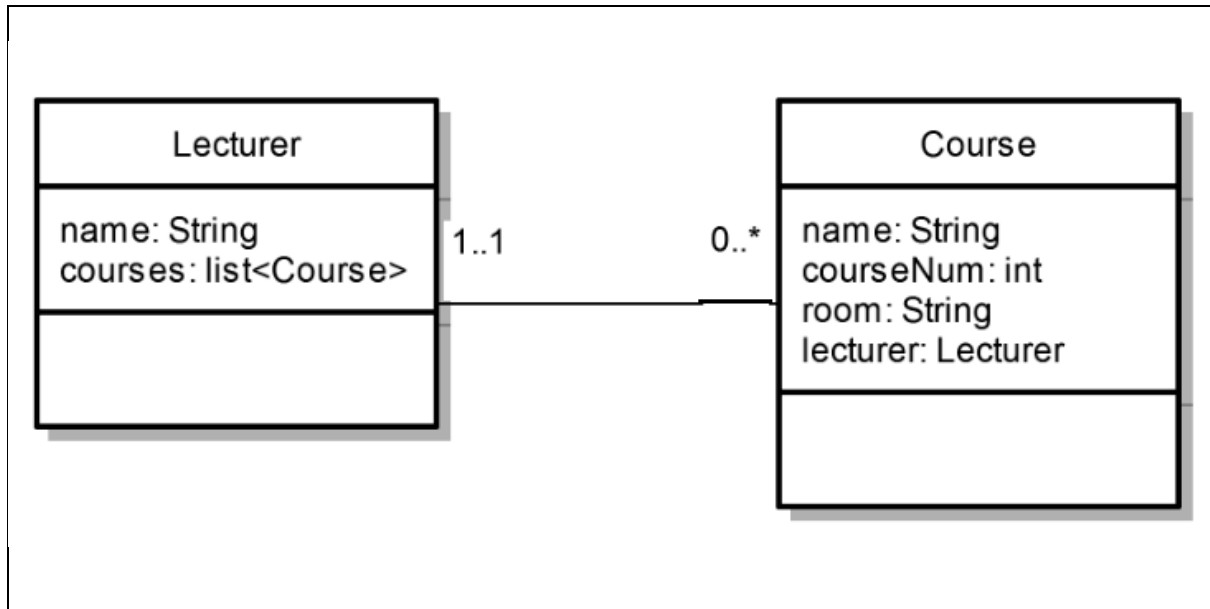 Lecturer
name: String
courses: list<Course>
1..1
0..*
Course
name: String
courseNum: int
room: String
lecturer: Lecturer